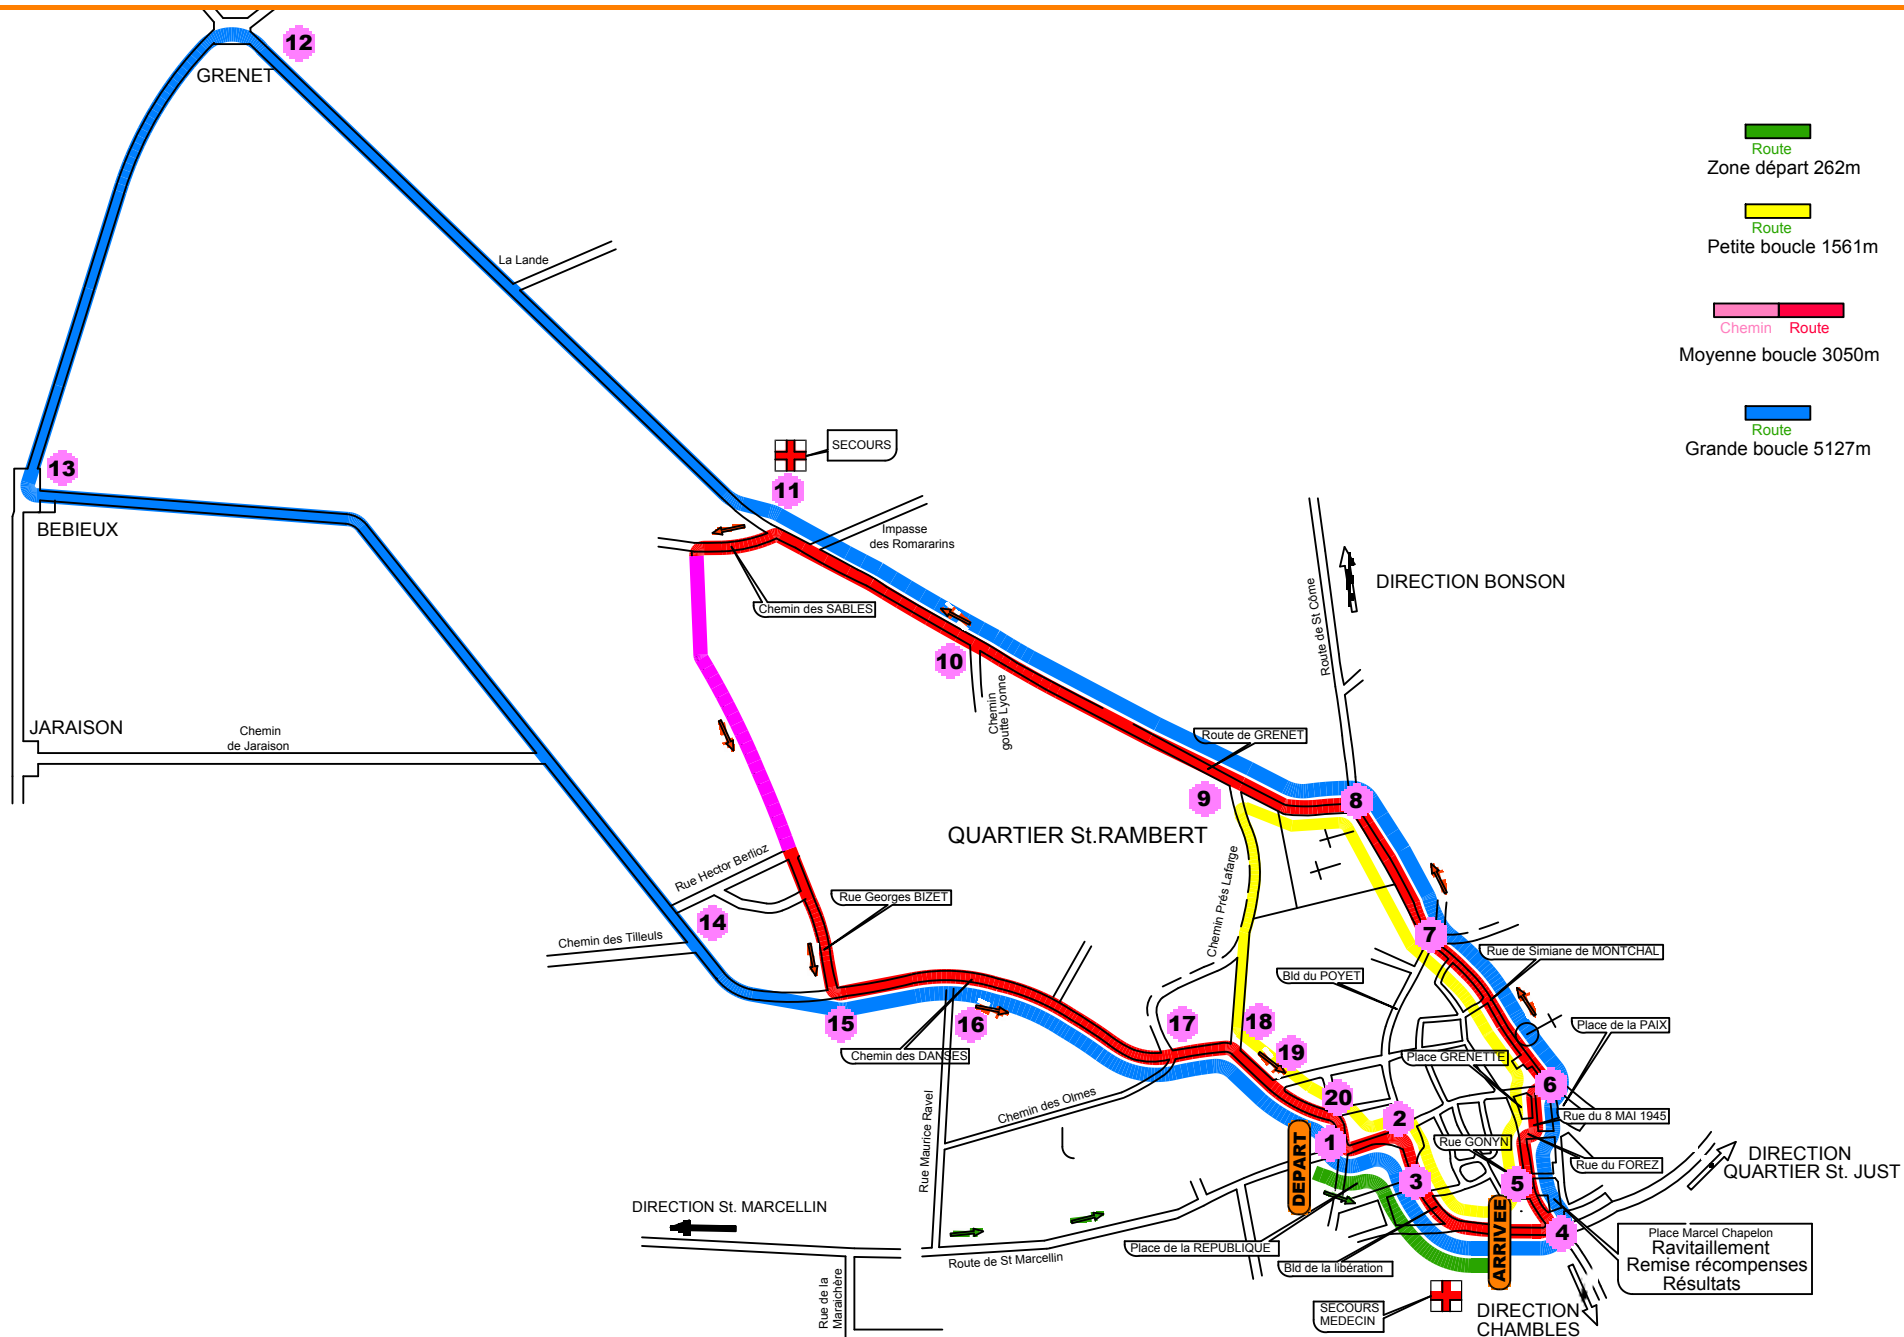 12
GRENET
Route
Zone départ 262m
Route
Petite boucle 1561m
La Lande
Chemin Route
Moyenne boucle 3050m
Route
Grande boucle 5127m
SECOURS
13
11
BEBIEUX
Impasse
des Romararins
DIRECTION BONSON
Route de St Côme
Chemin des SABLES
10
Chemin
goutte Lyonne
JARAISON
Chemin
de Jaraison
Route de GRENET
9
8
QUARTIER St.RAMBERT
Rue Hector Berlioz
Chemin Prés Lafarge
Rue Georges BIZET
14
Chemin des Tilleuls
7
Rue de Simiane de MONTCHAL
Bld du POYET
15
16
17
18
19
Place de la PAIX
Chemin des DANSES
Place GRENETTE
6
20
Chemin des Olmes
Rue Maurice Ravel
2
Rue du 8 MAI 1945
1
Rue GONYN
DEPART
Rue du FOREZ
DIRECTION
QUARTIER St. JUST
3
5
DIRECTION St. MARCELLIN
ARRIVEE
4
Place de la REPUBLIQUE
Route de St Marcellin
Bld de la libération
Place Marcel Chapelon
Ravitaillement
Remise récompenses
Résultats
Rue de la
Maraichère
SECOURS
MEDECIN
DIRECTION
CHAMBLES